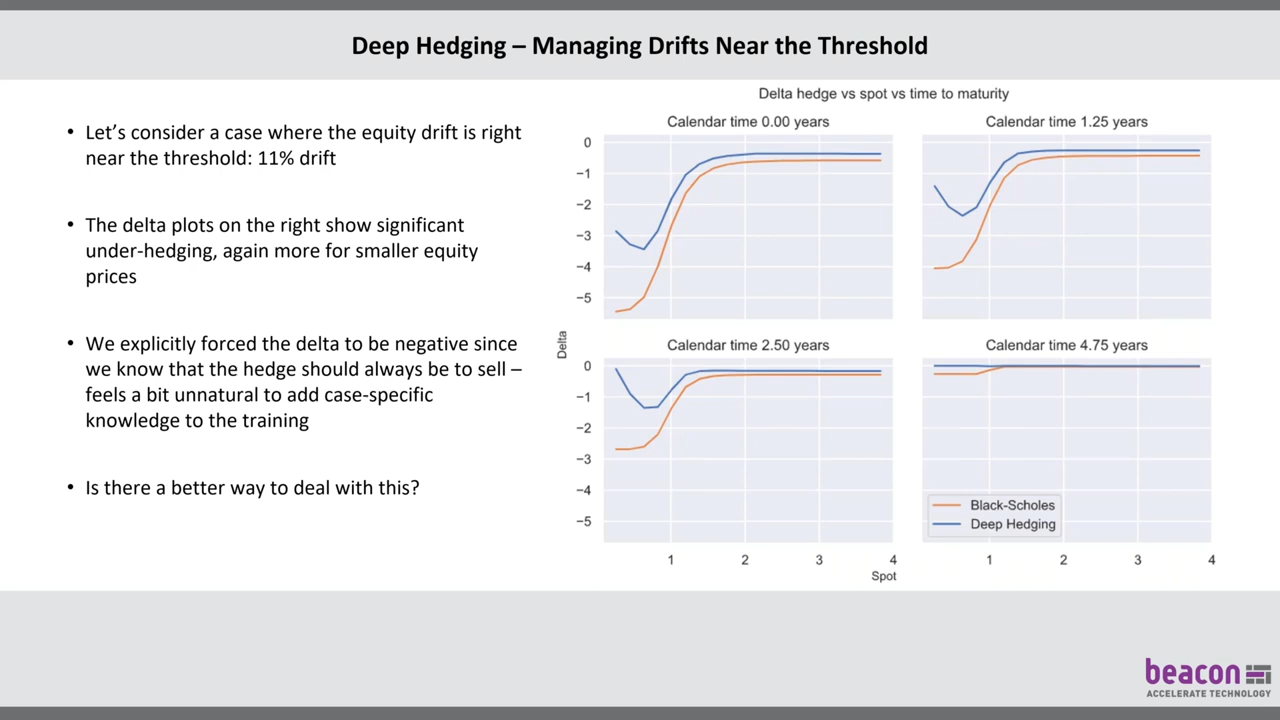 Deep Hedging – Managing Drifts Near the Threshold
• Let's consider a case where the equity drift is right
near the threshold: 11% drift
• The delta plots on the right show significant
under-hedging, again more for smaller equity
prices
• We explicitly forced the delta to be negative since
we know that the hedge should always be to sell –
feels a bit unnatural to add case-specific
knowledge to the training
• Is there a better way to deal with this?
Delta hedge vs spot vs time to maturity
Calendar time 0.00 years
0
−1
−2
−3
−4
−5
Calendar time 1.25 years
Delta
Calendar time 2.50 years
0
−1
−2
−3
−4
−5
1 2 3 4
Calendar time 4.75 years
Black-Scholes
Deep Hedging
1 2 3 4
Spot
beacon
ACCELERATE TECHNOLOGY